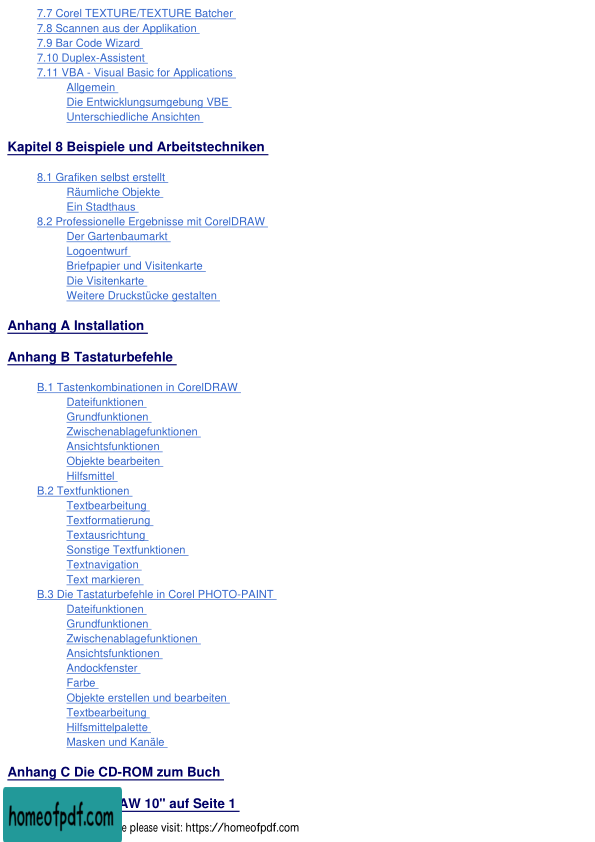 7.7 Corel TEXTURE/TEXTURE Batcher
7.8 Scannen aus der Applikation
7.9 Bar Code Wizard
7.10 Duplex-Assistent
7.11 VBA - Visual Basic for Applications
Allgemein
Die Entwicklungsumgebung VBE
Unterschiedliche Ansichten
Kapitel 8 Beispiele und Arbeitstechniken
8.1 Grafiken selbst erstellt
Räumliche Objekte
Ein Stadthaus
8.2 Professionelle Ergebnisse mit CorelDRAW
Der Gartenbaumarkt
Logoentwurf
Briefpapier und Visitenkarte
Die Visitenkarte
Weitere Druckstücke gestalten
Anhang A Installation
Anhang B Tastaturbefehle
B.1 Tastenkombinationen in CorelDRAW
Dateifunktionen
Grundfunktionen
Zwischenablagefunktionen
Ansichtsfunktionen
Objekte bearbeiten
Hilfsmittel
B.2 Textfunktionen
Textbearbeitung
Textformatierung
Textausrichtung
Sonstige Textfunktionen
Textnavigation
Text markieren
B.3 Die Tastaturbefehle in Corel PHOTO-PAINT
Dateifunktionen
Grundfunktionen
Zwischenablagefunktionen
Ansichtsfunktionen
Andockfenster
Farbe
Objekte erstellen und bearbeiten
Textbearbeitung
Hilfsmittelpalette
Masken und Kanäle
Anhang C Die CD-ROM zum Buch
AW 10" auf Seite 1
homeofpdf.com
e please visit: https://homeofpdf.com